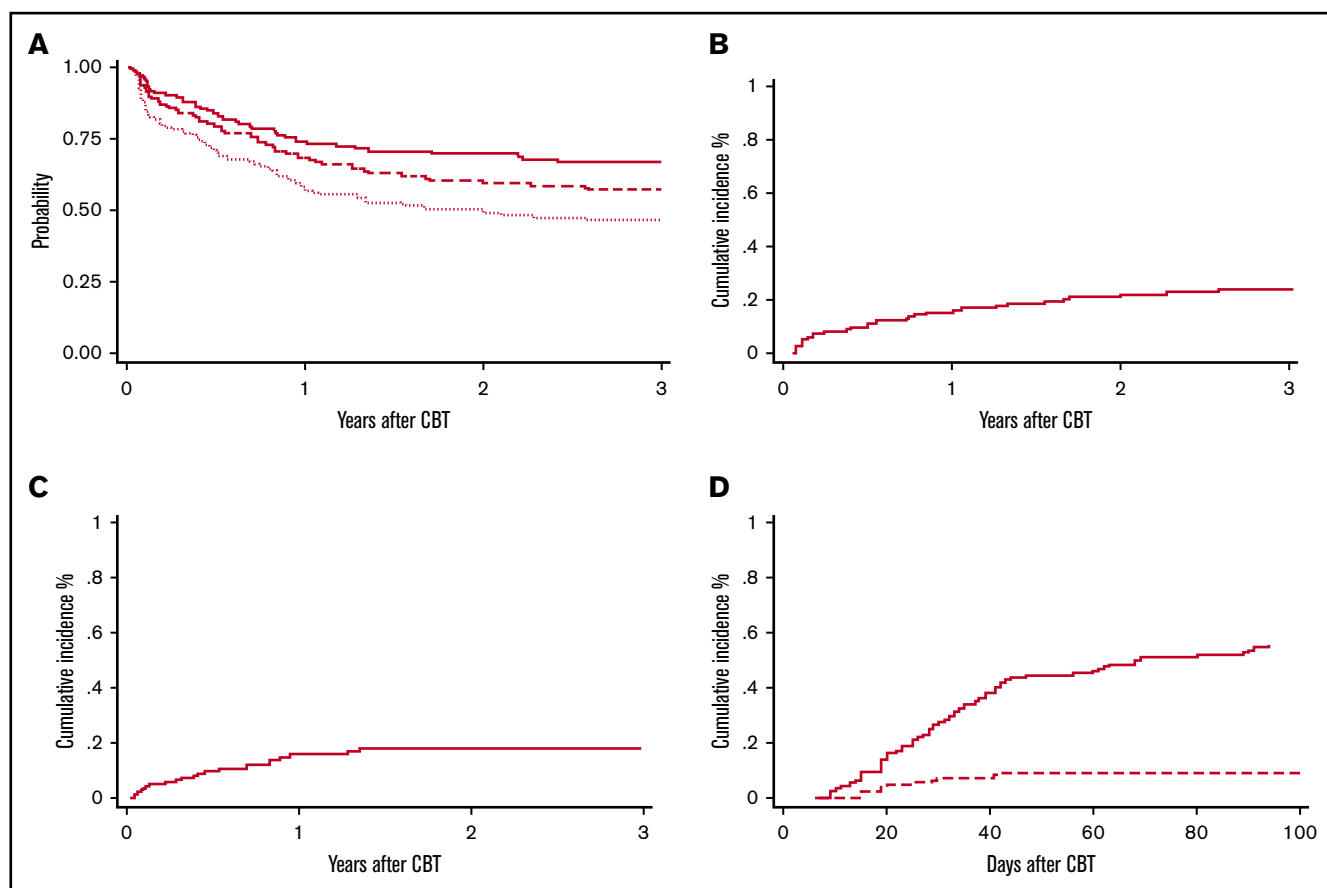 A
1.00
0.75
0.50
0.25
0.00
Probability
0 1 2 3
Years after CBT
B
1
.8
.6
.4
.2
0
Cumulative incidence %
0 1 2 3
Years after CBT
C
1
.8
.6
.4
.2
0
Cumulative incidence %
0 1 2 3
Years after CBT
D
1
.8
.6
.4
.2
0
Cumulative incidence %
0 20 40 60 80 100
Days after CBT